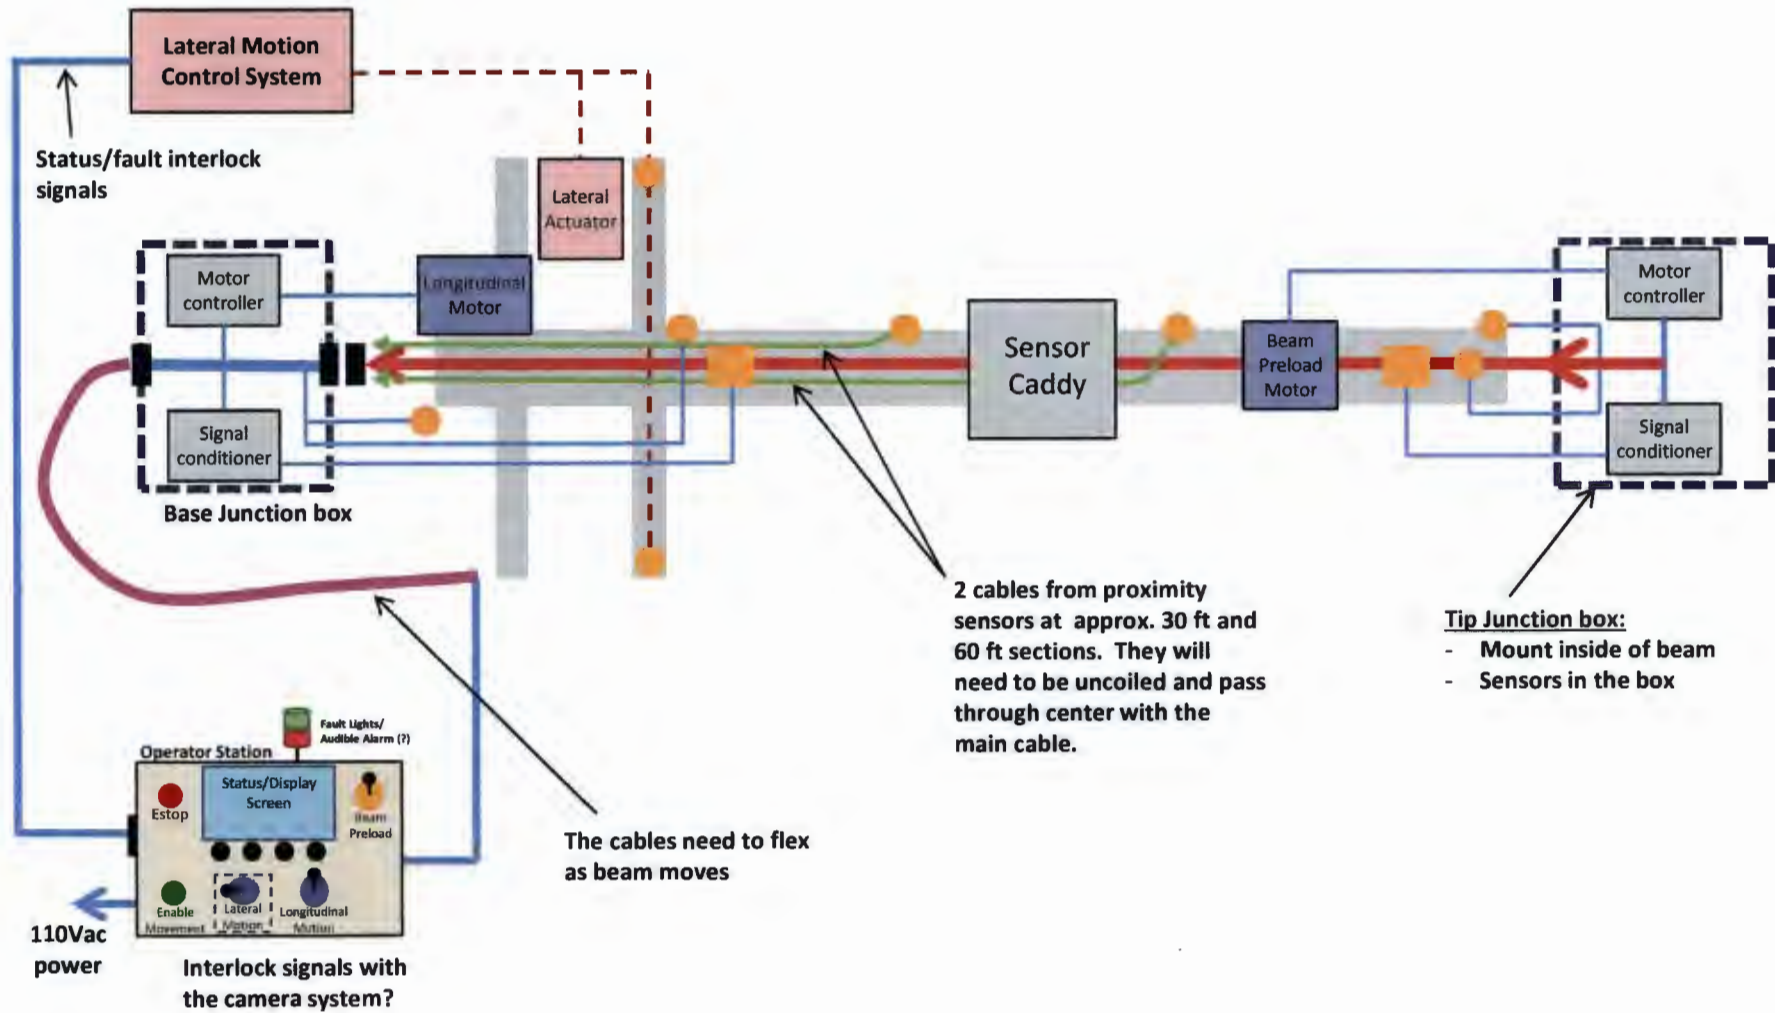 Lateral Motion
Control System
Status/fault interlock
signals
Lateral
Actuator
Motor
controller
Longitudinal
Motor
Signal
conditioner
Base Junction box
Sensor
Caddy
Beam
Preload
Motor
Motor
controller
Signal
conditioner
2 cables from proximity
sensors at approx. 30 ft and
60 ft sections. They will
need to be uncoiled and pass
through center with the
main cable.
Tip Junction box:
- Mount inside of beam
- Sensors in the box
The cables need to flex
as beam moves
Fault Lights/
Audible Alarm (?)
Operator Station
Status/Display
Screen
Estop
Beam
Preload
Enable
Movement
Lateral
Motion
Longitudinal
Motion
110Vac
power
Interlock signals with
the camera system?